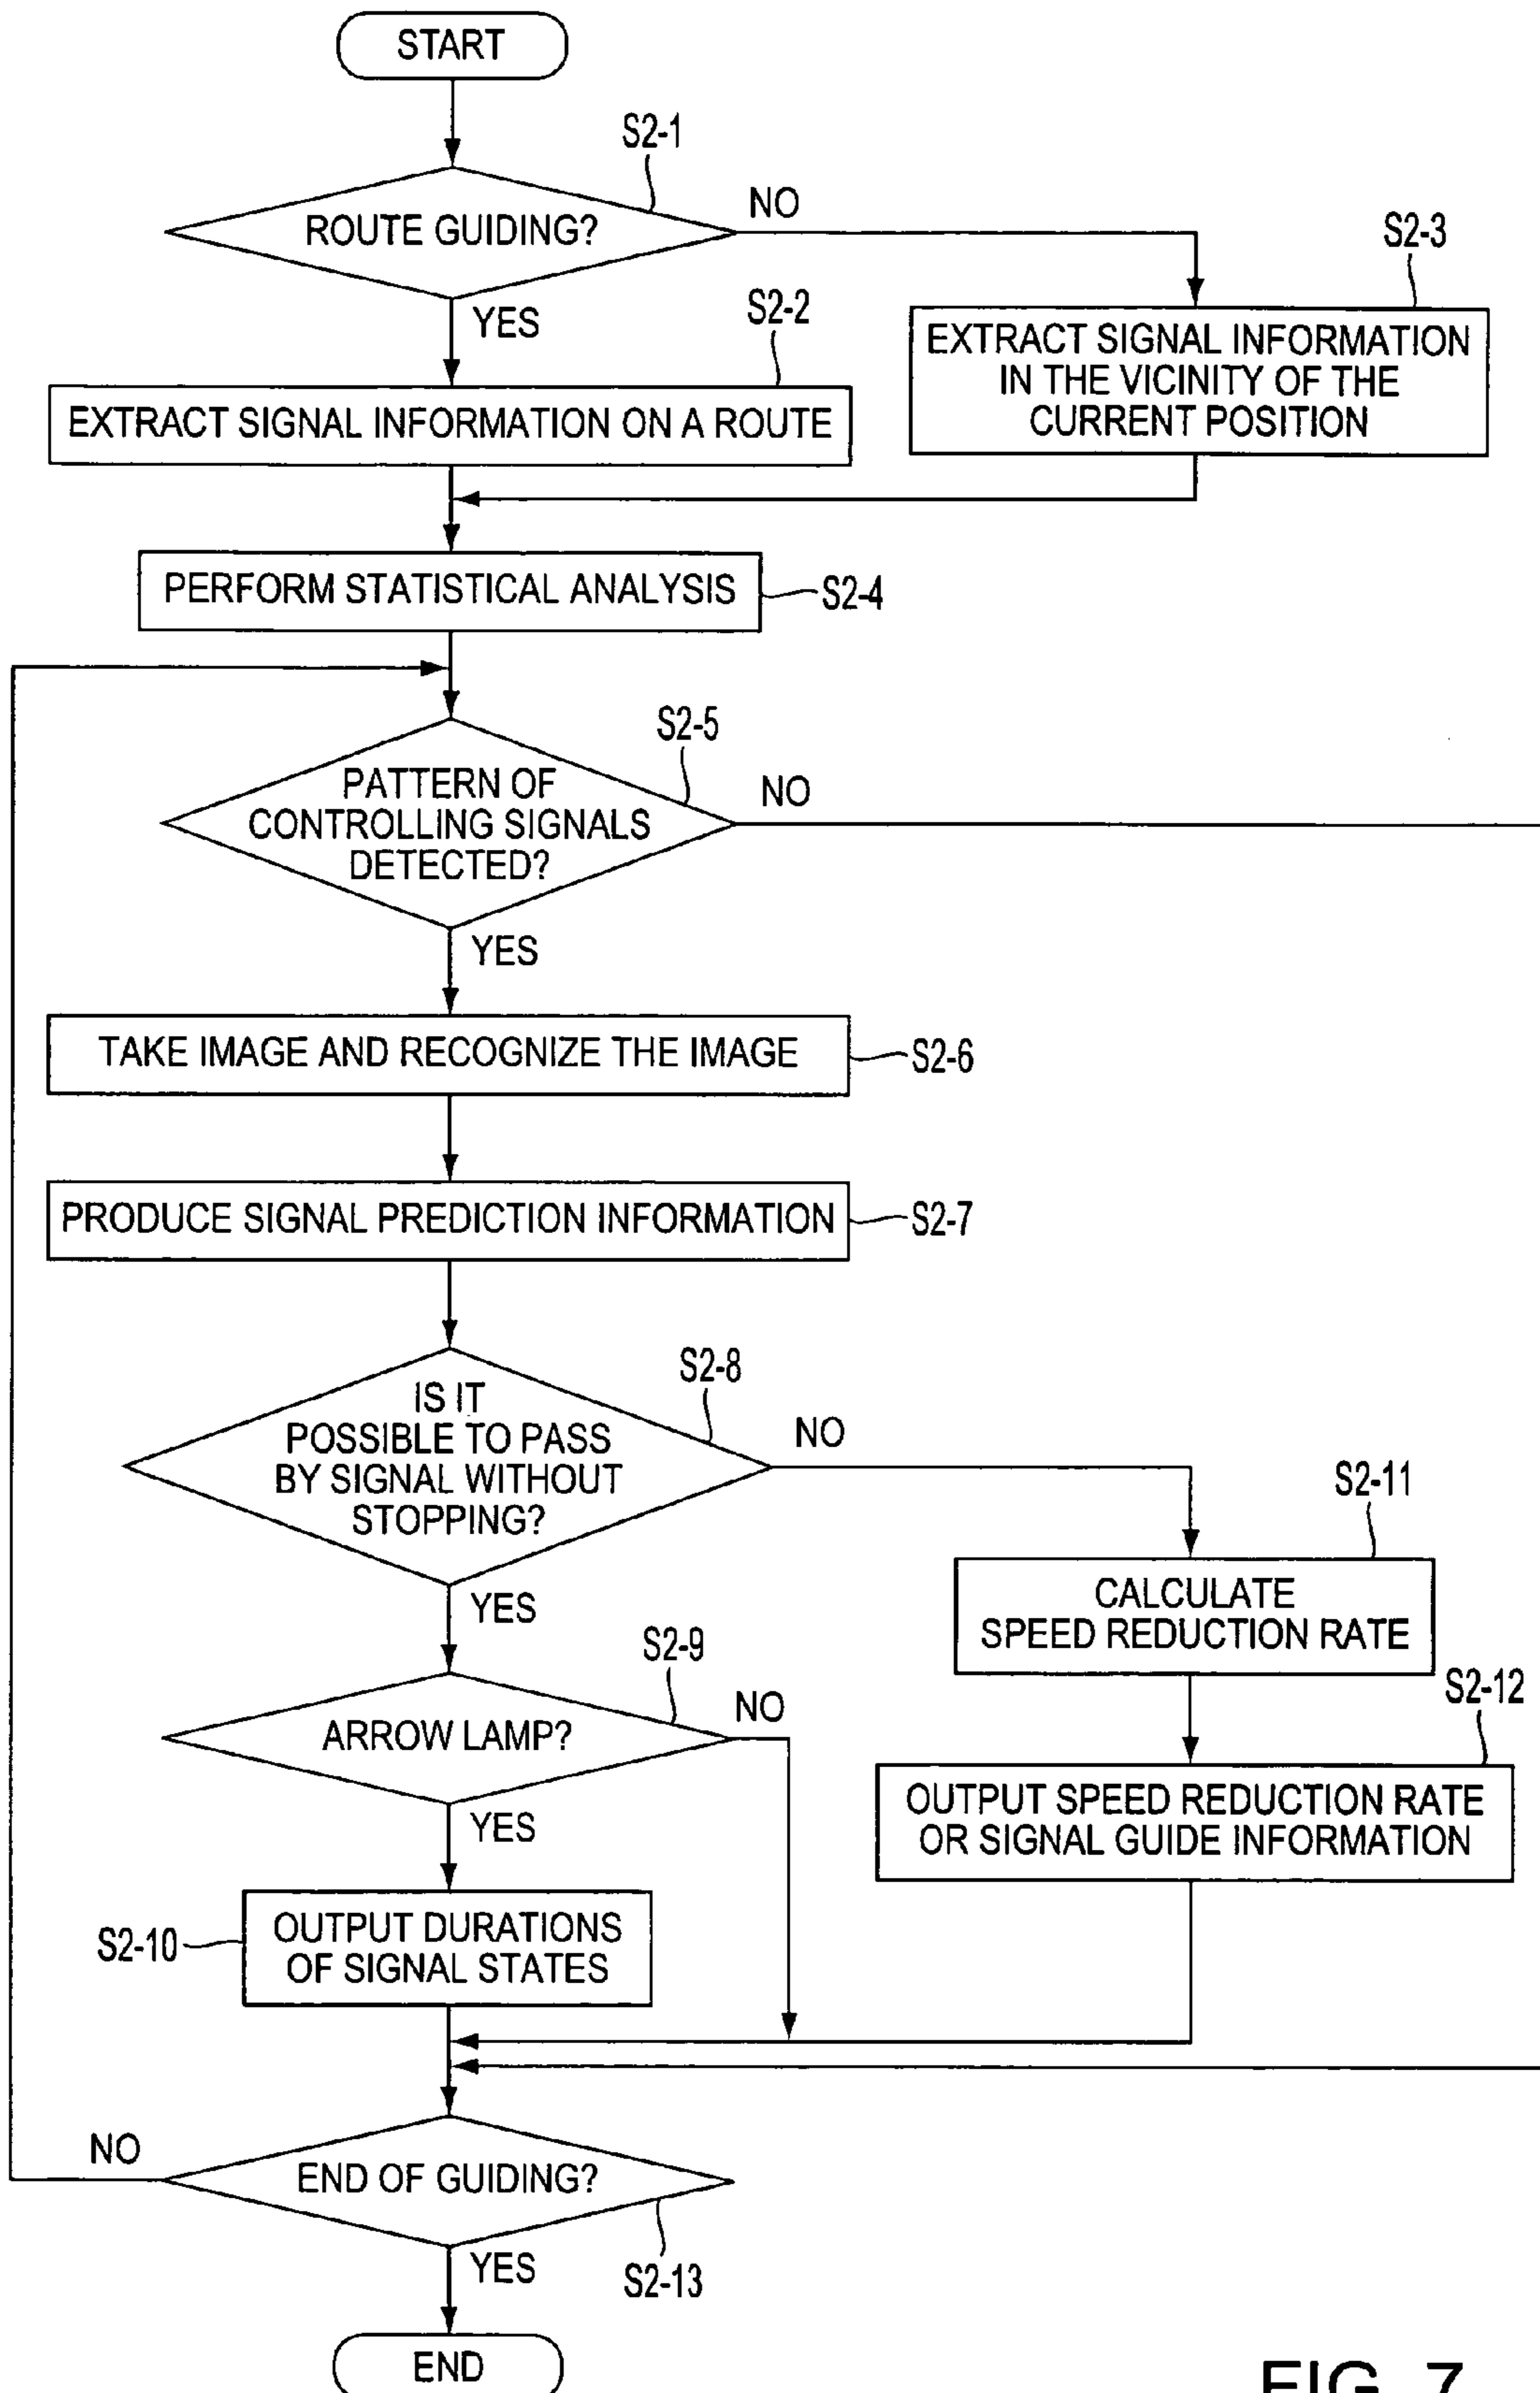 START
S2-1
ROUTE GUIDING?
NO
YES
S2-2
S2-3
EXTRACT SIGNAL INFORMATION ON A ROUTE
EXTRACT SIGNAL INFORMATION
IN THE VICINITY OF THE
CURRENT POSITION
PERFORM STATISTICAL ANALYSIS
S2-4
S2-5
PATTERN OF
CONTROLLING SIGNALS
DETECTED?
NO
YES
TAKE IMAGE AND RECOGNIZE THE IMAGE
S2-6
PRODUCE SIGNAL PREDICTION INFORMATION
S2-7
S2-8
IS IT
POSSIBLE TO PASS
BY SIGNAL WITHOUT
STOPPING?
NO
YES
S2-11
CALCULATE
SPEED REDUCTION RATE
S2-9
ARROW LAMP?
NO
YES
S2-12
OUTPUT SPEED REDUCTION RATE
OR SIGNAL GUIDE INFORMATION
S2-10
OUTPUT DURATIONS
OF SIGNAL STATES
NO
END OF GUIDING?
YES
S2-13
END
FIG. 7